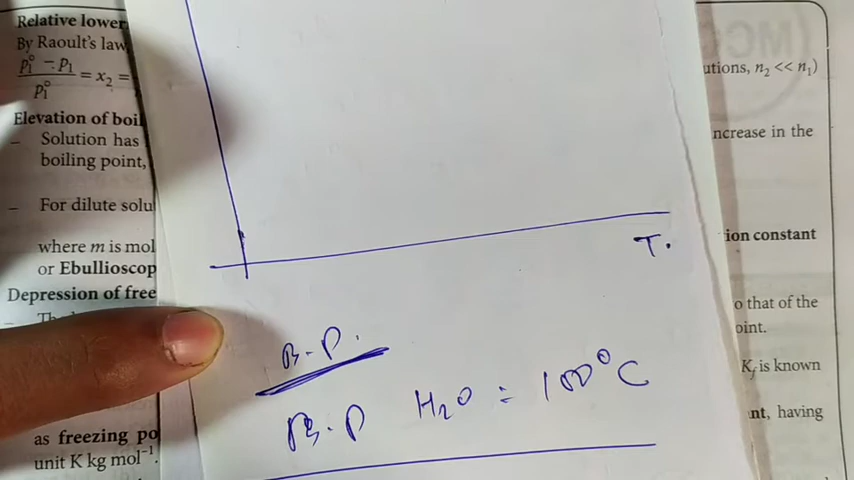 Relative lower
By Raoult's law,
p₁° − p₁ / p₁° = x₂ =
utions, n₂ << n₁)
Elevation of boil
– Solution has
boiling point,
ncrease in the
– For dilute solu
where m is mol
or Ebullioscop
ion constant
Depression of free
o that of the
oint.
K_f is known
nt, having
as freezing po
unit K kg mol⁻¹.
T.
B.P.
B.P H₂O = 100°C